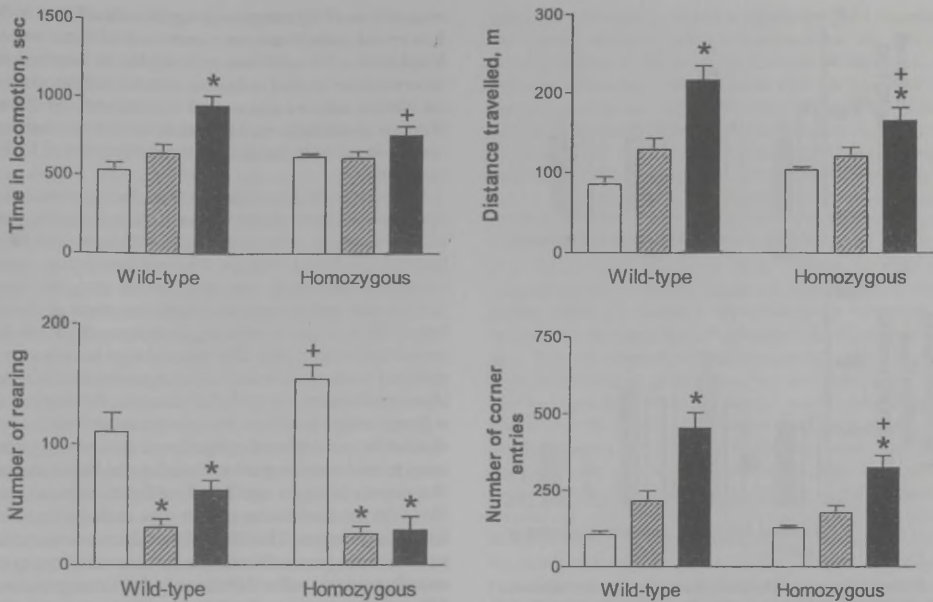 Time in locomotion, sec
1500
1000
500
0
*
+
Wild-type
Homozygous
Distance travelled, m
300
200
100
0
*
+
*
Wild-type
Homozygous
Number of rearing
200
100
0
*
*
+
*
*
Wild-type
Homozygous
Number of corner
entries
750
500
250
0
*
+
*
Wild-type
Homozygous